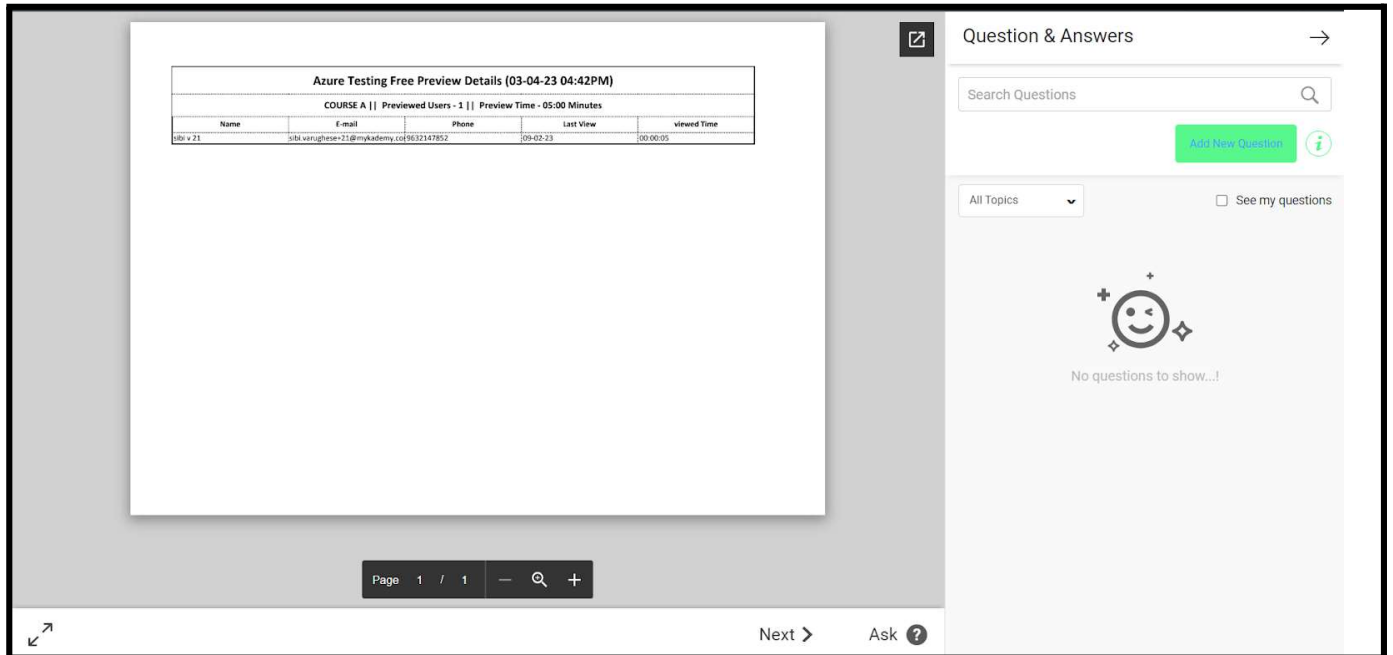 Azure Testing Free Preview Details (03-04-23 04:42PM)
COURSE A || Previewed Users - 1 || Preview Time - 05:00 Minutes
Name E-mail Phone Last View viewed Time
sibi v 21 sibi.varughese+21@mykademy.co 9632147852 09-02-23 00:00:05
Page 1 / 1
Next
Ask ?
Question & Answers
Search Questions
Add New Question i
All Topics See my questions
No questions to show...!